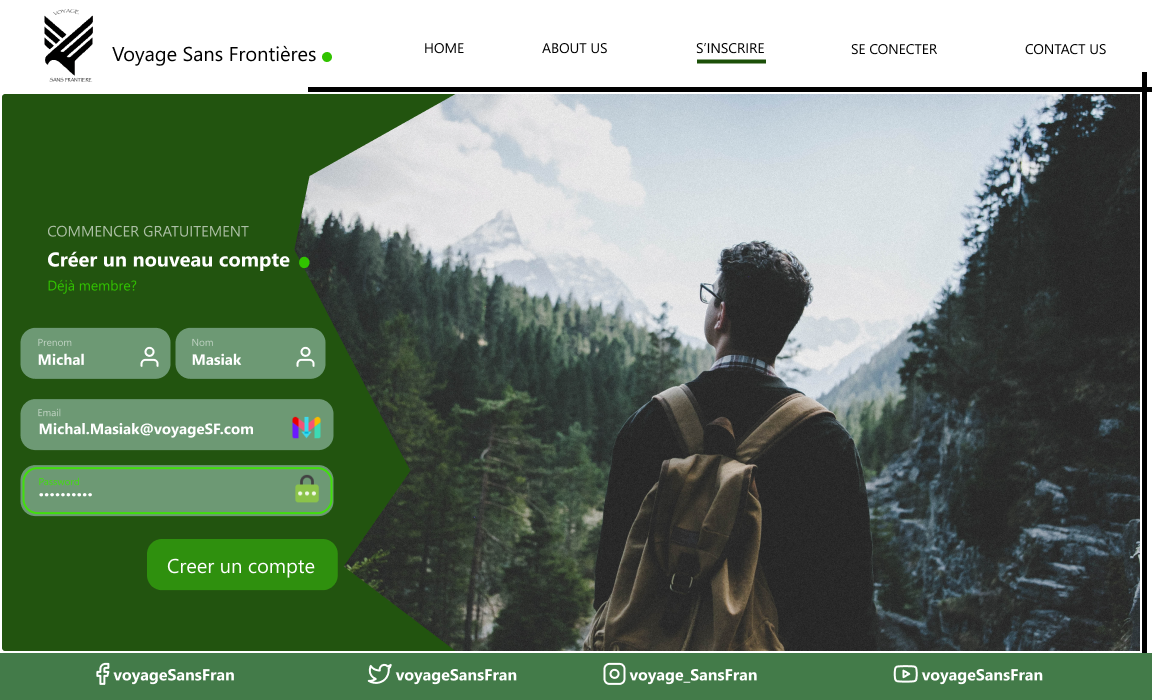 VOYAGE
SANS FRANTIERE
Voyage Sans Frontières
HOME
ABOUT US
S'INSCRIRE
SE CONECTER
CONTACT US
COMMENCER GRATUITEMENT
Créer un nouveau compte
Déjà membre?
Prenom
Michal
Nom
Masiak
Email
Michal.Masiak@voyageSF.com
Password
••••••••••
Creer un compte
voyageSansFran
voyageSansFran
voyage_SansFran
voyageSansFran